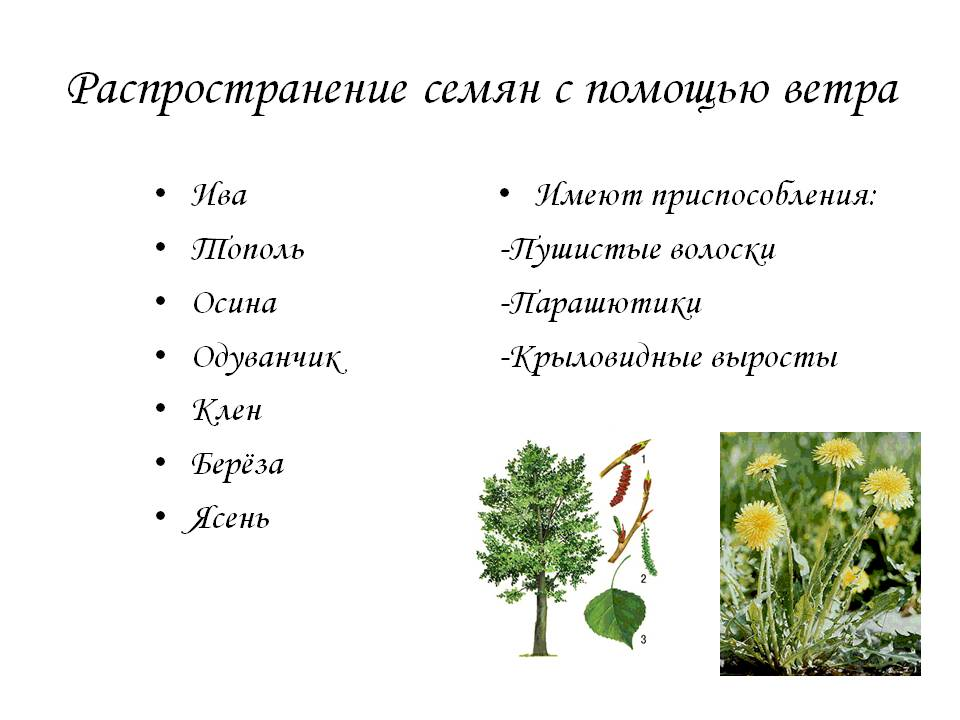 Распространение семян с помощью ветра
• Ива
• Тополь
• Осина
• Одуванчик
• Клен
• Берёза
• Ясень
• Имеют приспособления:
-Пушистые волоски
-Парашютики
-Крыловидные выросты
1
2
3